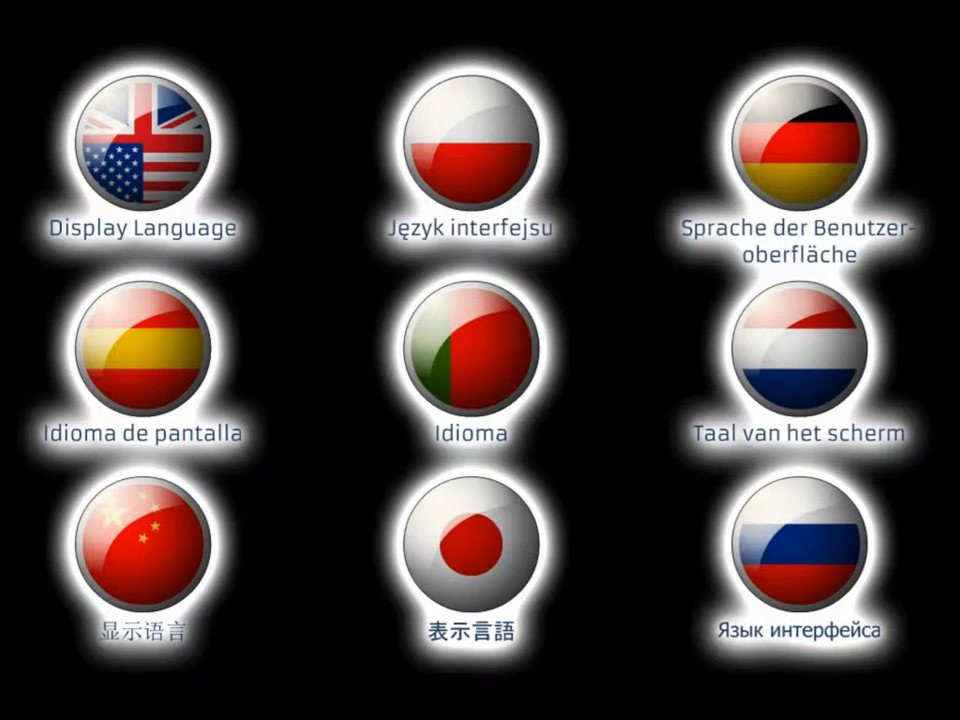 Display Language
Język interfejsu
Sprache der Benutzer-
oberfläche
Idioma de pantalla
Idioma
Taal van het scherm
显示语言
表示言語
Язык интерфейса